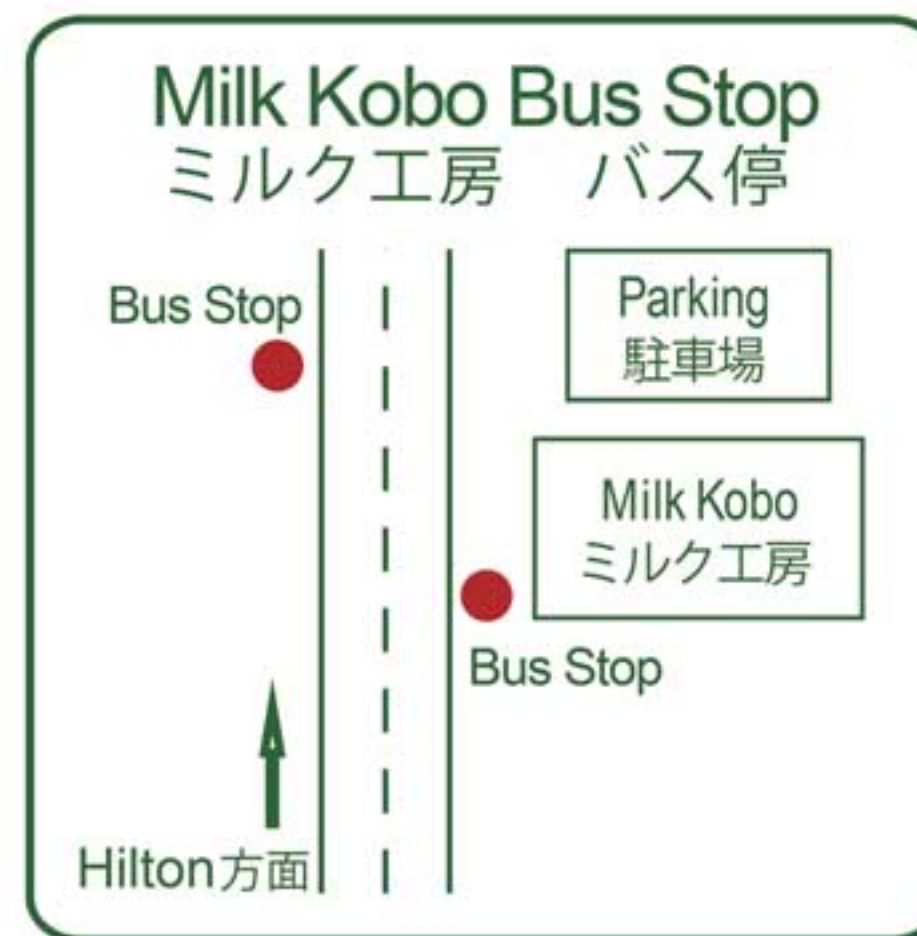 Milk Kobo Bus Stop
ミルク工房　バス停
Bus Stop
Parking
駐車場
Milk Kobo
ミルク工房
Bus Stop
Hilton方面